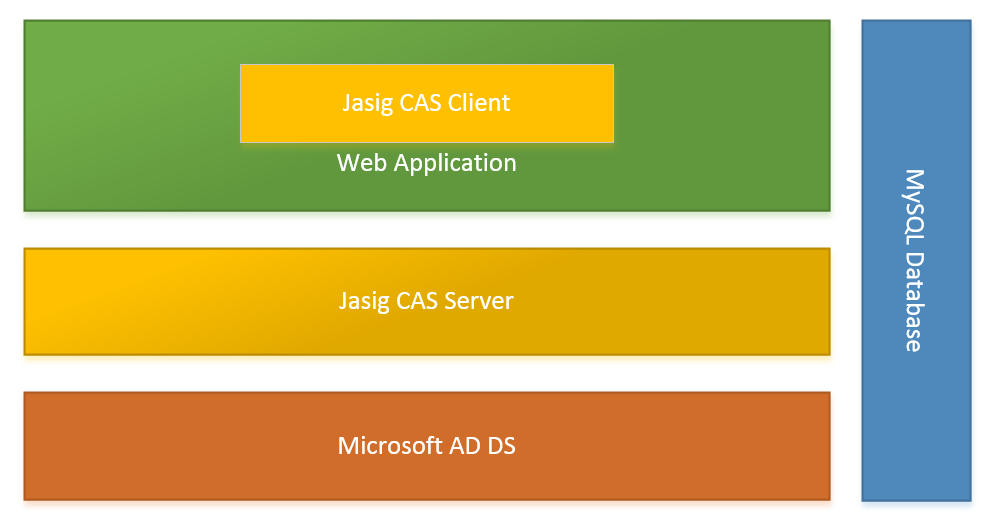 Jasig CAS Client
Web Application
Jasig CAS Server
Microsoft AD DS
MySQL Database